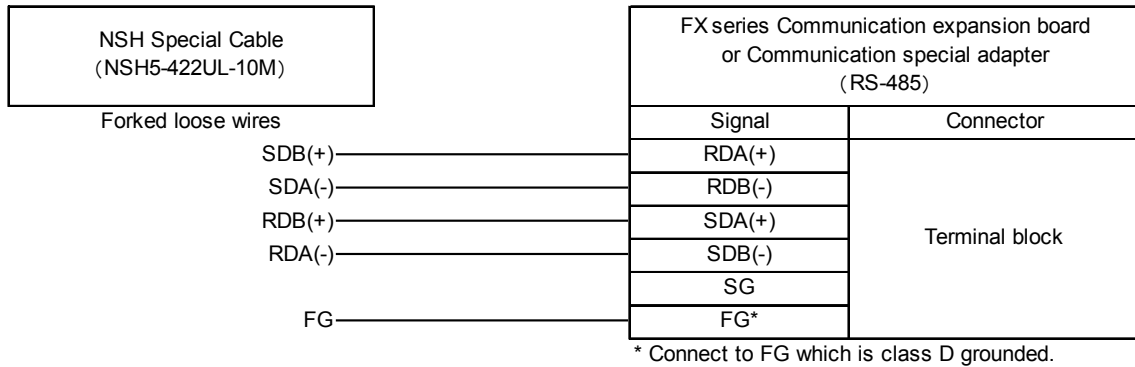 NSH Special Cable
(NSH5-422UL-10M)
FX series Communication expansion board
or Communication special adapter
(RS-485)
Forked loose wires
Signal Connector
SDB(+) RDA(+)
SDA(-) RDB(-)
RDB(+) SDA(+)
RDA(-) SDB(-)
Terminal block
SG
FG FG*
* Connect to FG which is class D grounded.